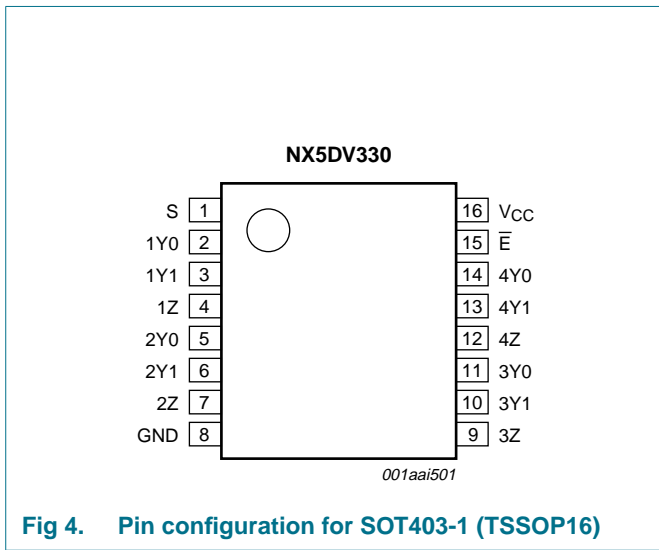 NX5DV330
S 1
1Y0 2
1Y1 3
1Z 4
2Y0 5
2Y1 6
2Z 7
GND 8
16 VCC
15 E̅
14 4Y0
13 4Y1
12 4Z
11 3Y0
10 3Y1
9 3Z
001aai501
Fig 4. Pin configuration for SOT403-1 (TSSOP16)